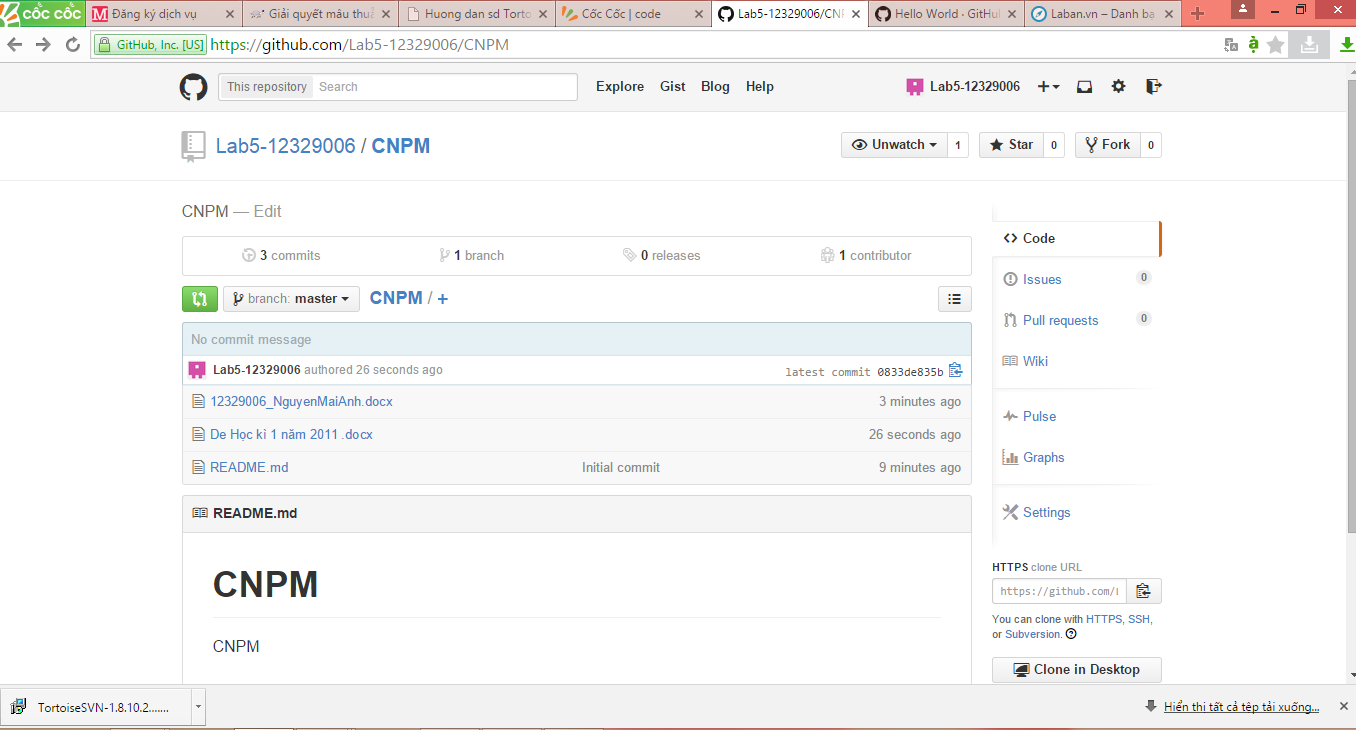 cốc cốc Đăng ký dịch vụ × Giải quyết mâu thuẫ × Huong dan sd Torto × Cốc Cốc | code × Lab5-12329006/CNP × Hello World · GitHu × Laban.vn – Danh bạ ×
GitHub, Inc. [US] https://github.com/Lab5-12329006/CNPM
This repository Search Explore Gist Blog Help Lab5-12329006
Lab5-12329006 / CNPM Unwatch 1 Star 0 Fork 0
CNPM — Edit
3 commits 1 branch 0 releases 1 contributor
branch: master CNPM / +
No commit message
Lab5-12329006 authored 26 seconds ago latest commit 0833de835b
12329006_NguyenMaiAnh.docx 3 minutes ago
De Học kì 1 năm 2011 .docx 26 seconds ago
README.md Initial commit 9 minutes ago
README.md
CNPM
CNPM
Code
Issues 0
Pull requests 0
Wiki
Pulse
Graphs
Settings
HTTPS clone URL
https://github.com/
You can clone with HTTPS, SSH,
or Subversion.
Clone in Desktop
TortoiseSVN-1.8.10.2.......
Hiển thị tất cả tệp tải xuống...